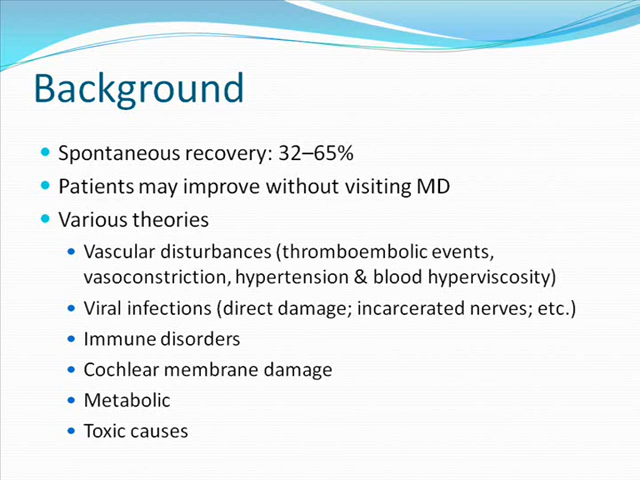 Background
Spontaneous recovery: 32–65%
Patients may improve without visiting MD
Various theories
Vascular disturbances (thromboembolic events,
vasoconstriction, hypertension & blood hyperviscosity)
Viral infections (direct damage; incarcerated nerves; etc.)
Immune disorders
Cochlear membrane damage
Metabolic
Toxic causes